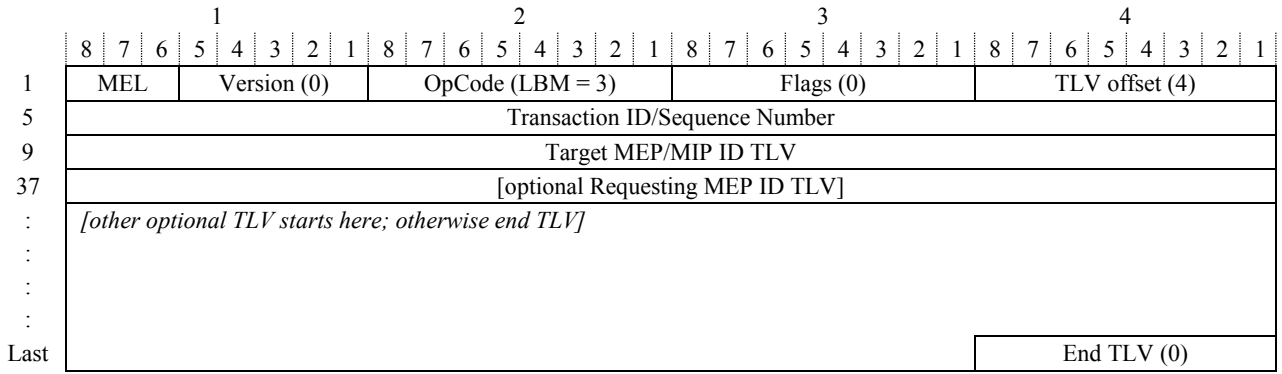 1 2 3 4
8 7 6 5 4 3 2 1 8 7 6 5 4 3 2 1 8 7 6 5 4 3 2 1 8 7 6 5 4 3 2 1
1 MEL Version (0) OpCode (LBM = 3) Flags (0) TLV offset (4)
5 Transaction ID/Sequence Number
9 Target MEP/MIP ID TLV
37 [optional Requesting MEP ID TLV]
: [other optional TLV starts here; otherwise end TLV]
:
:
:
Last End TLV (0)